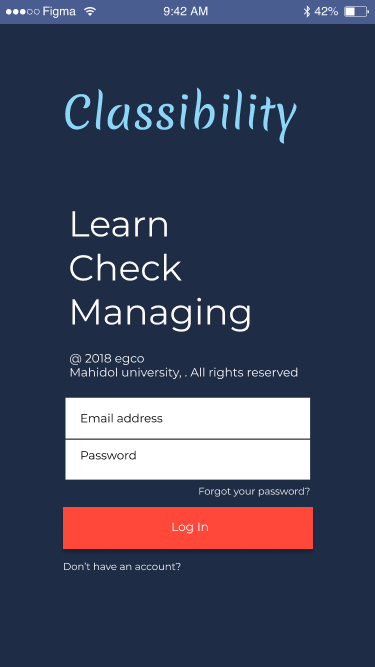 Figma 9:42 AM 42%
Classibility
Learn
Check
Managing
@ 2018 egco
Mahidol university, . All rights reserved
Email address
Password
Forgot your password?
Log In
Don't have an account?